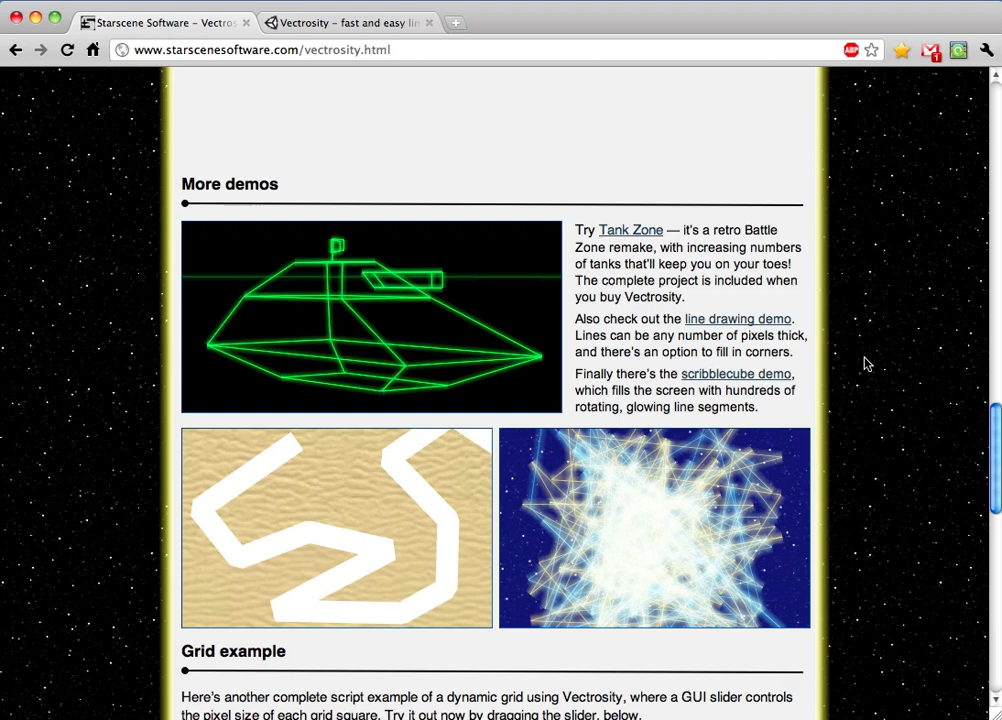 Starscene Software – Vectros
Vectrosity – fast and easy lin
www.starscenesoftware.com/vectrosity.html
ABP
1
More demos
Try Tank Zone — it's a retro Battle
Zone remake, with increasing numbers
of tanks that'll keep you on your toes!
The complete project is included when
you buy Vectrosity.
Also check out the line drawing demo.
Lines can be any number of pixels thick,
and there's an option to fill in corners.
Finally there's the scribblecube demo,
which fills the screen with hundreds of
rotating, glowing line segments.
Grid example
Here's another complete script example of a dynamic grid using Vectrosity, where a GUI slider controls
the pixel size of each grid square. Try it out now by dragging the slider, below.